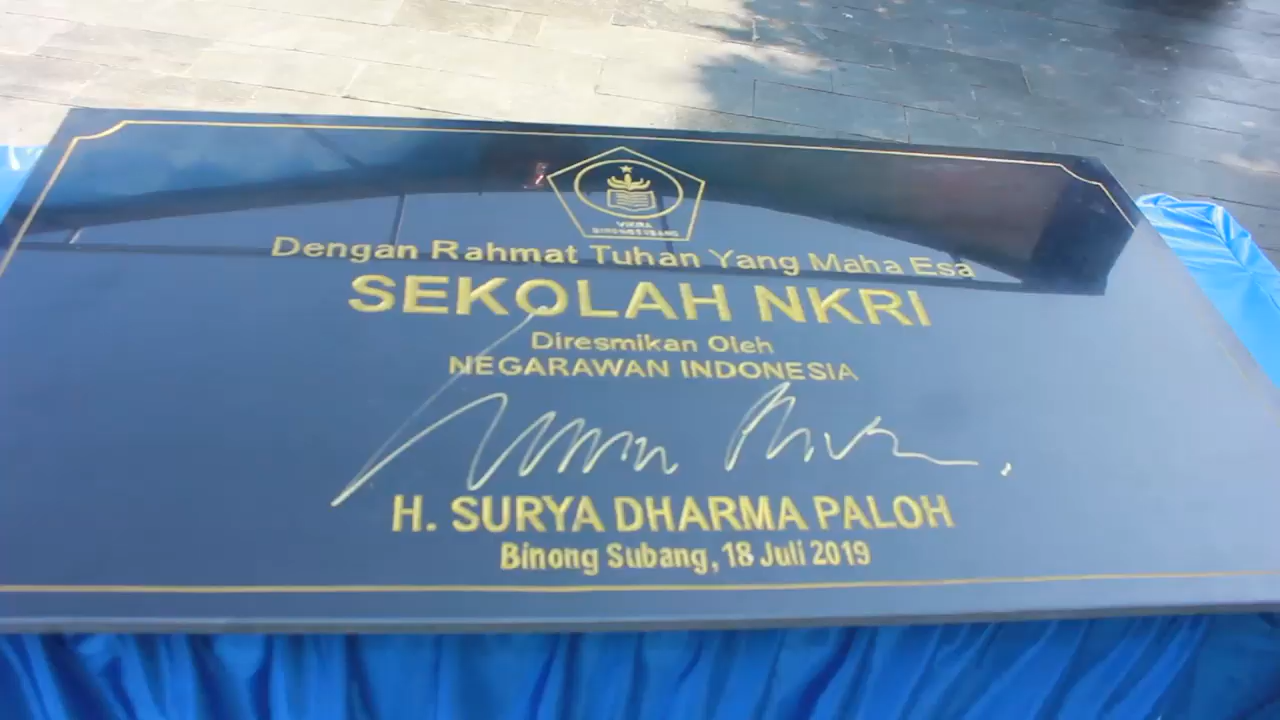 Dengan Rahmat Tuhan Yang Maha Esa
SEKOLAH NKRI
Diresmikan Oleh
NEGARAWAN INDONESIA
H. SURYA DHARMA PALOH
Binong Subang, 18 Juli 2019